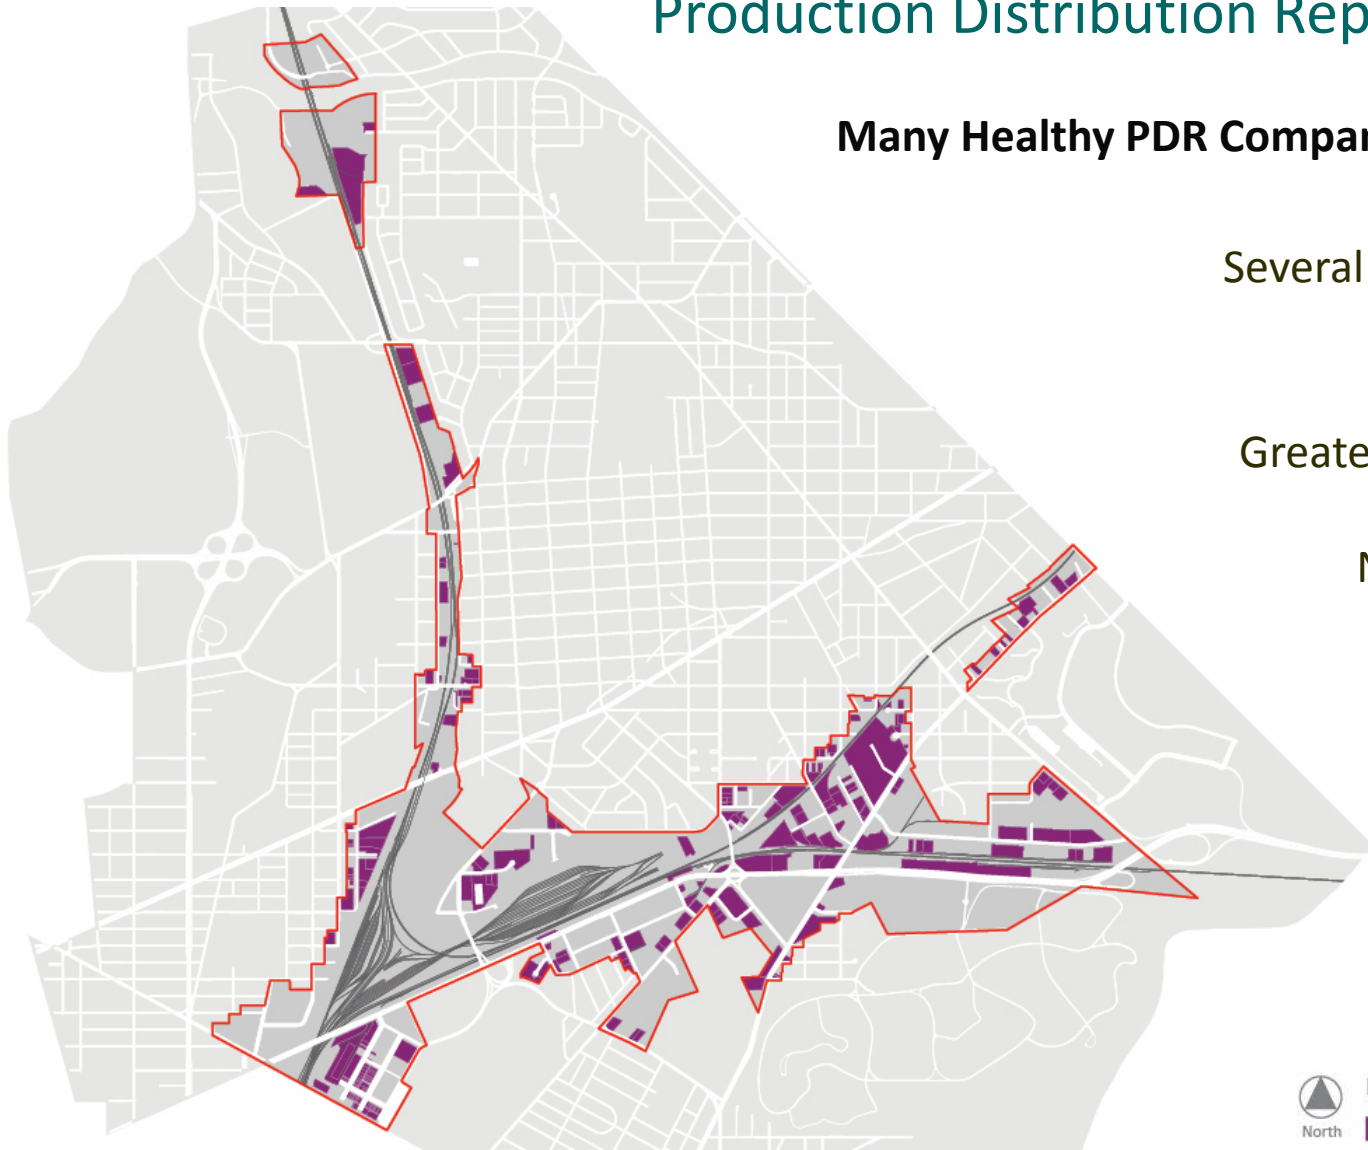 Production Distribution Rep
Many Healthy PDR Compar
Several
Greate
North